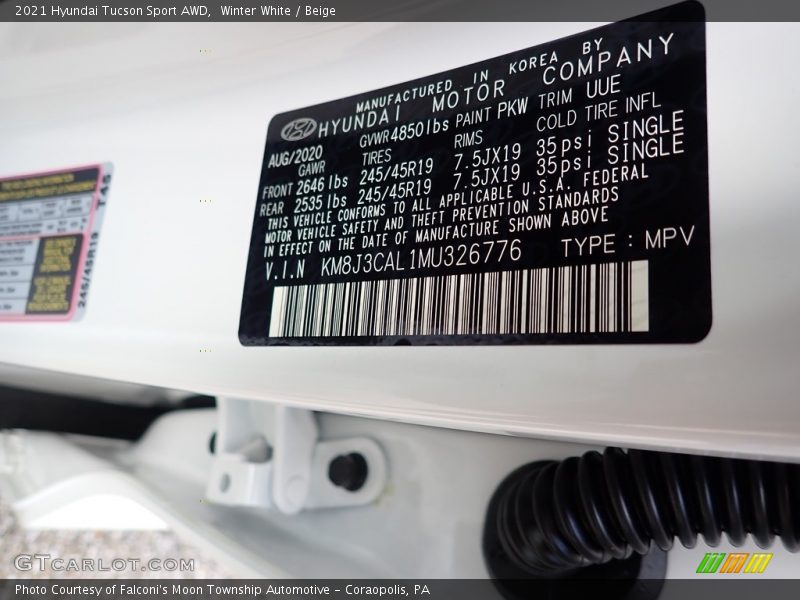 2021 Hyundai Tucson Sport AWD,  Winter White / Beige
MANUFACTURED IN KOREA BY
HYUNDAI MOTOR COMPANY
AUG/2020 GVWR 4850 lbs PAINT PKW TRIM UUE
GAWR TIRES RIMS COLD TIRE INFL
FRONT 2646 lbs 245/45R19 7.5JX19 35 psi SINGLE
REAR 2535 lbs 245/45R19 7.5JX19 35 psi SINGLE
THIS VEHICLE CONFORMS TO ALL APPLICABLE U.S.A. FEDERAL
MOTOR VEHICLE SAFETY AND THEFT PREVENTION STANDARDS
IN EFFECT ON THE DATE OF MANUFACTURE SHOWN ABOVE
V.I.N KM8J3CAL1MU326776 TYPE : MPV
245/45R19
GTCARLOT.COM
Photo Courtesy of Falconi's Moon Township Automotive – Coraopolis, PA